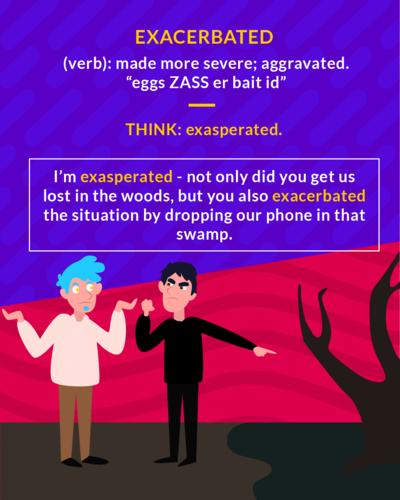 EXACERBATED
(verb): made more severe; aggravated.
“eggs ZASS er bait id”
THINK: exasperated.
I’m exasperated - not only did you get us
lost in the woods, but you also exacerbated
the situation by dropping our phone in that
swamp.